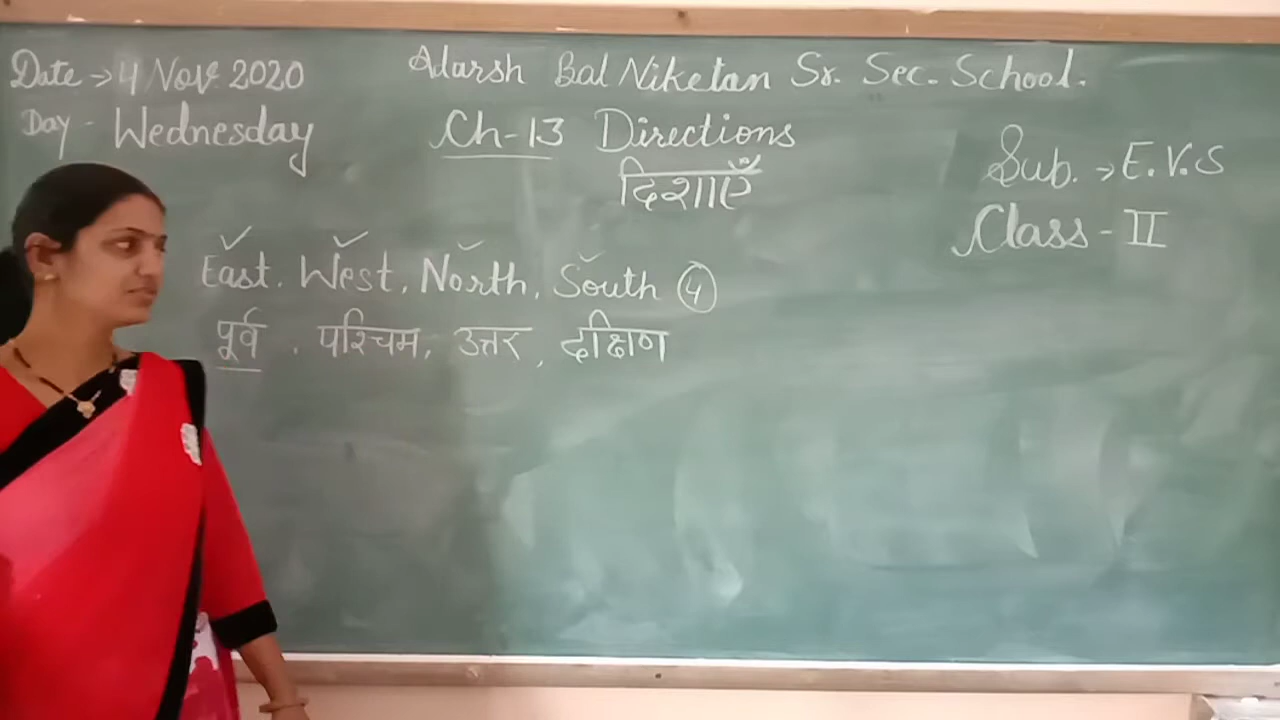 Date → 4 Nov. 2020
Adarsh Bal Niketan Sr. Sec. School.
Day - Wednesday
Ch-13 Directions
दिशाएँ
Sub. → E.V.S
Class - II
East, West, North, South ④
पूर्व, पश्चिम, उत्तर, दक्षिण